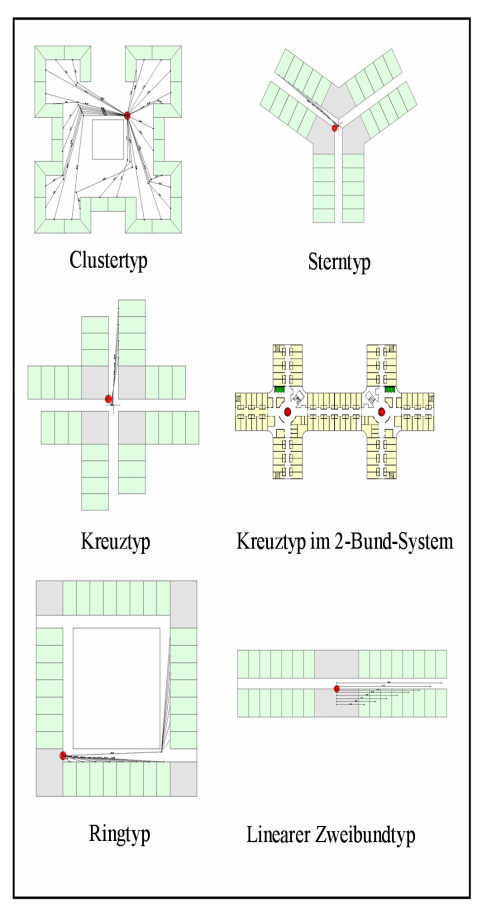 Clustertyp
Sterntyp
Kreuztyp
Kreuztyp im 2-Bund-System
Ringtyp
Linearer Zweibundtyp